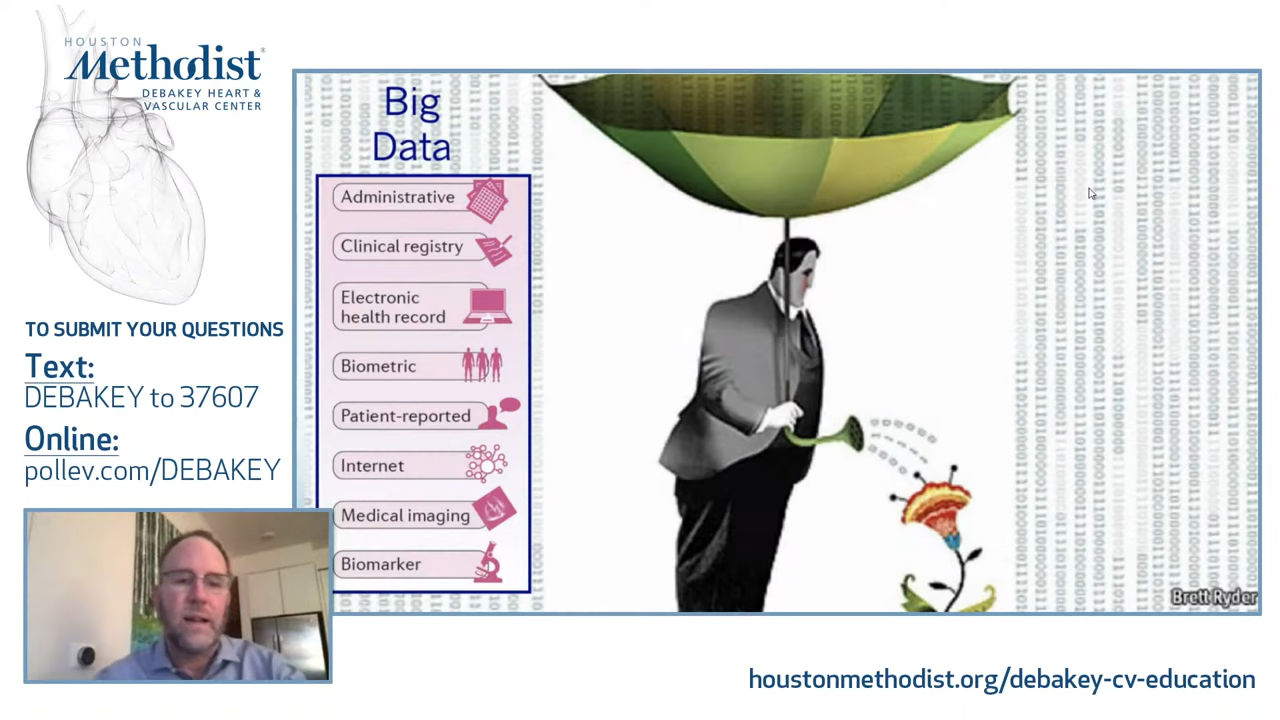 HOUSTON
Methodist®
DEBAKEY HEART &
VASCULAR CENTER
TO SUBMIT YOUR QUESTIONS
Text:
DEBAKEY to 37607
Online:
pollev.com/DEBAKEY
Big
Data
Administrative
Clinical registry
Electronic
health record
Biometric
Patient-reported
Internet
Medical imaging
Biomarker
Brett Ryder
houstonmethodist.org/debakey-cv-education